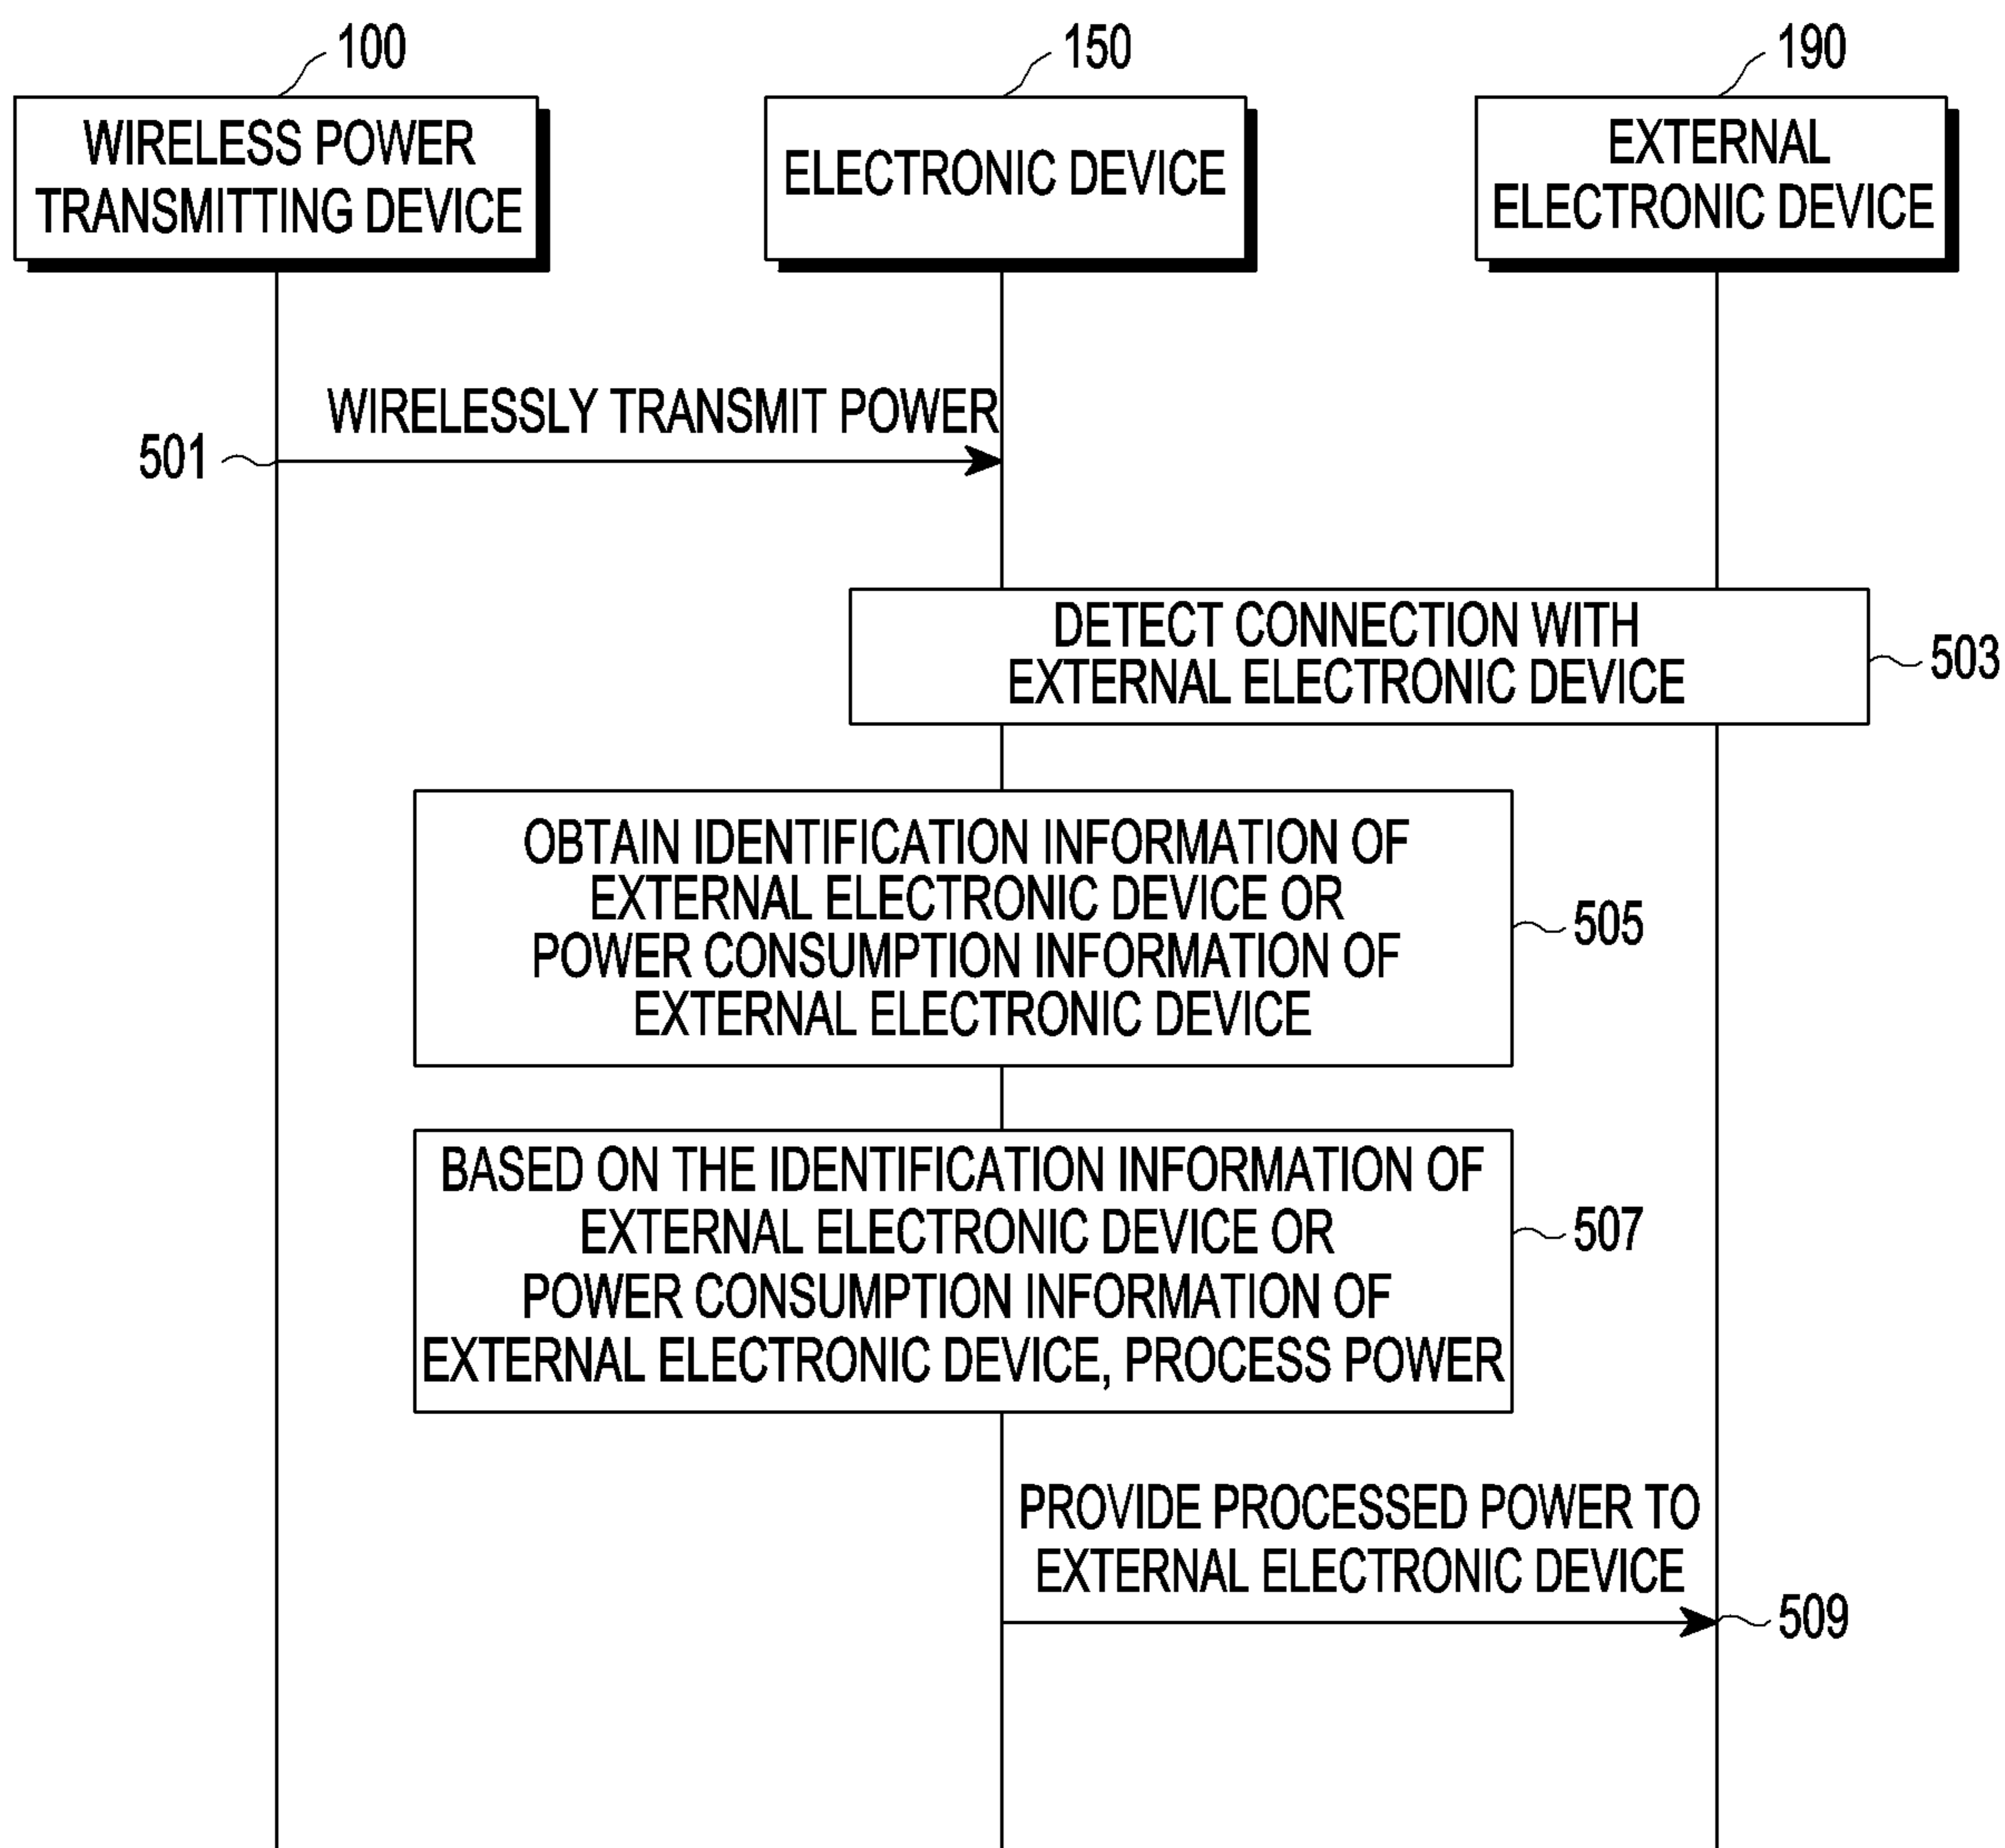 100
150
190
WIRELESS POWER
TRANSMITTING DEVICE
ELECTRONIC DEVICE
EXTERNAL
ELECTRONIC DEVICE
WIRELESSLY TRANSMIT POWER
501
DETECT CONNECTION WITH
EXTERNAL ELECTRONIC DEVICE
503
OBTAIN IDENTIFICATION INFORMATION OF
EXTERNAL ELECTRONIC DEVICE OR
POWER CONSUMPTION INFORMATION OF
EXTERNAL ELECTRONIC DEVICE
505
BASED ON THE IDENTIFICATION INFORMATION OF
EXTERNAL ELECTRONIC DEVICE OR
POWER CONSUMPTION INFORMATION OF
EXTERNAL ELECTRONIC DEVICE, PROCESS POWER
507
PROVIDE PROCESSED POWER TO
EXTERNAL ELECTRONIC DEVICE
509